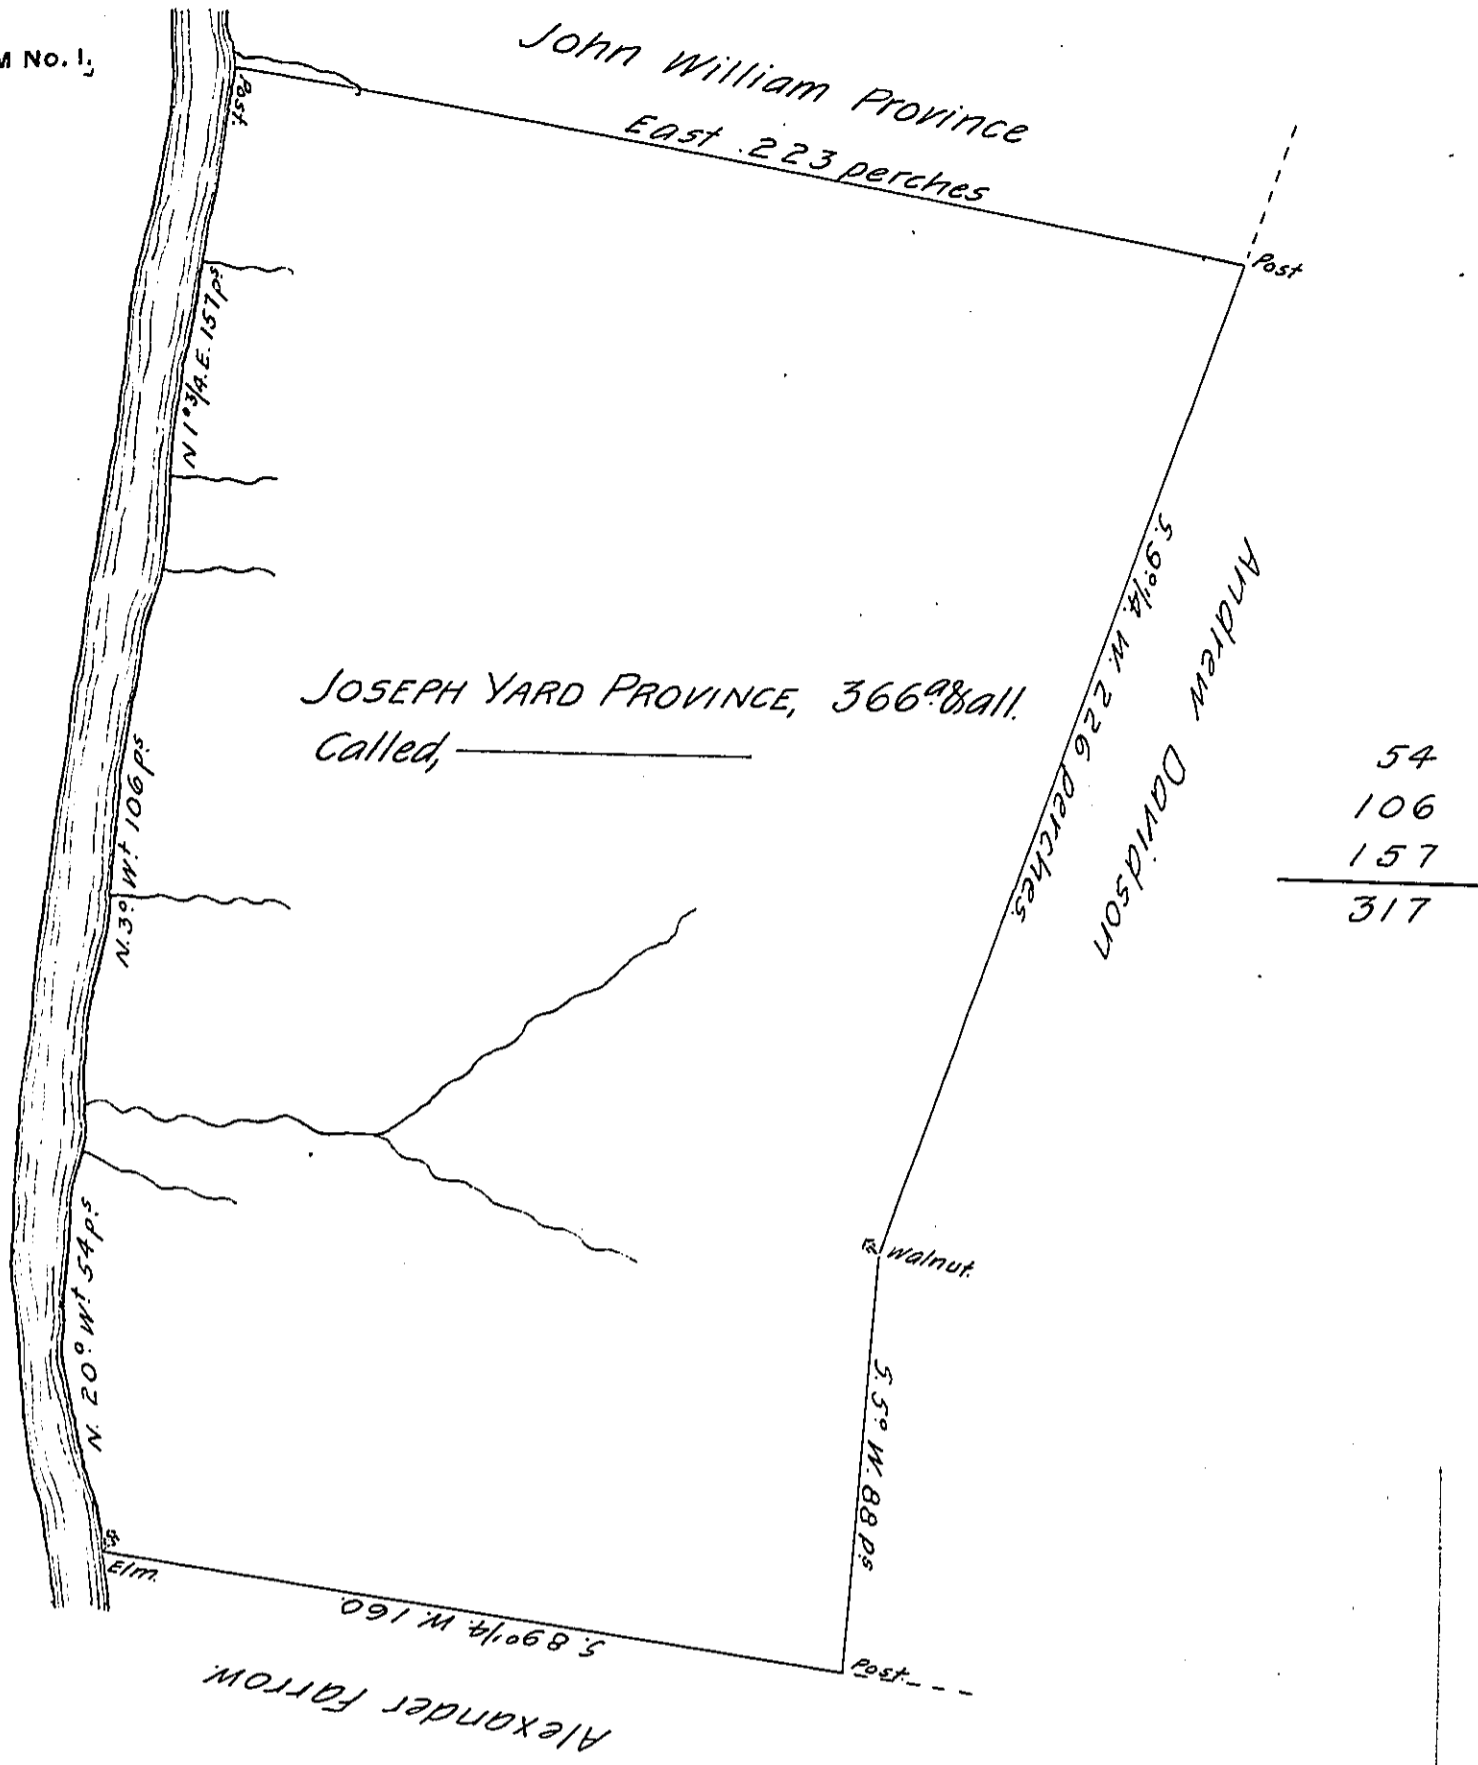 M No. 1.
John William Province
East . 223 perches
Post.
Post
N 1° 3/4. E. 157 ps
S. 9° 1/4. W. 226 perches.
Andrew Davidson
JOSEPH YARD PROVINCE, 366 a. & all.
Called,
N. 3° Wt 106 ps
54
106
157
317
N. 20° Wt 54 ps
Walnut.
S. 5° W. 88 ps
Elm.
S. 89° 1/4. W. 160.
Post.
Alexander Farrow.